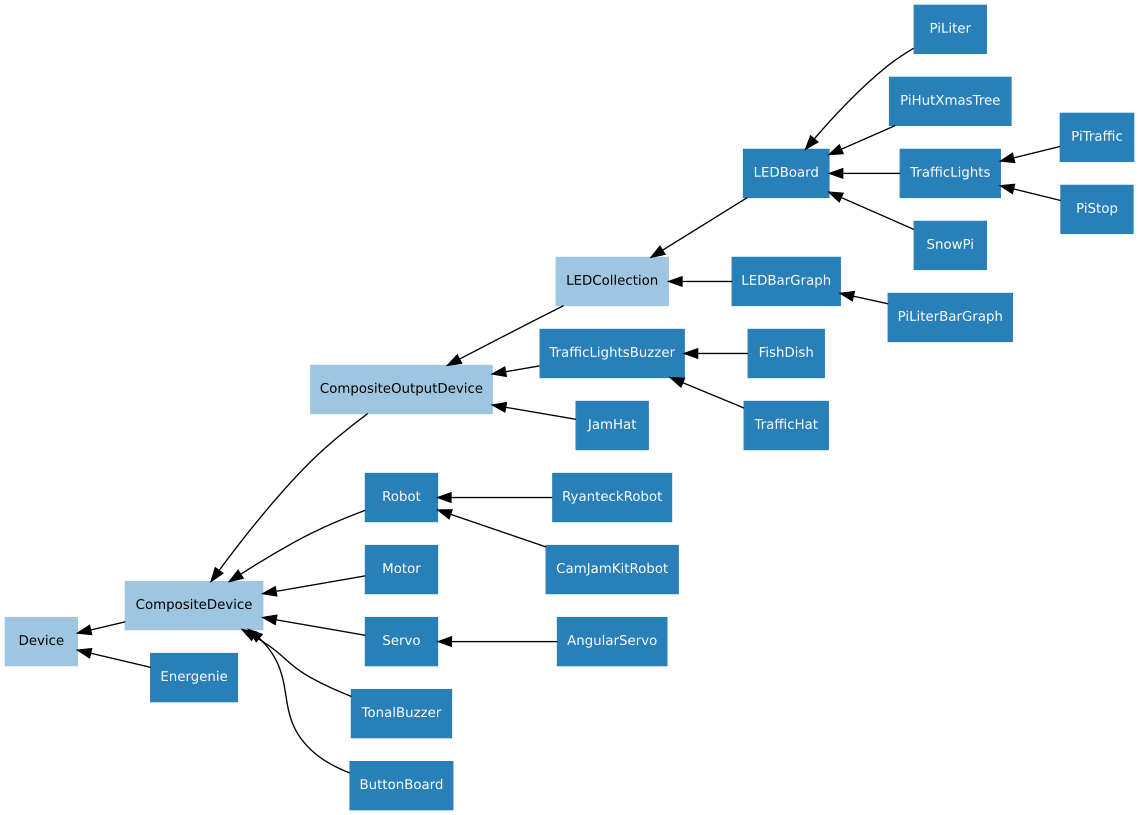 PiLiter
PiHutXmasTree
PiTraffic
LEDBoard
TrafficLights
PiStop
SnowPi
LEDCollection
LEDBarGraph
PiLiterBarGraph
TrafficLightsBuzzer
FishDish
CompositeOutputDevice
JamHat
TrafficHat
Robot
RyanteckRobot
Motor
CamJamKitRobot
CompositeDevice
Device
Servo
AngularServo
Energenie
TonalBuzzer
ButtonBoard